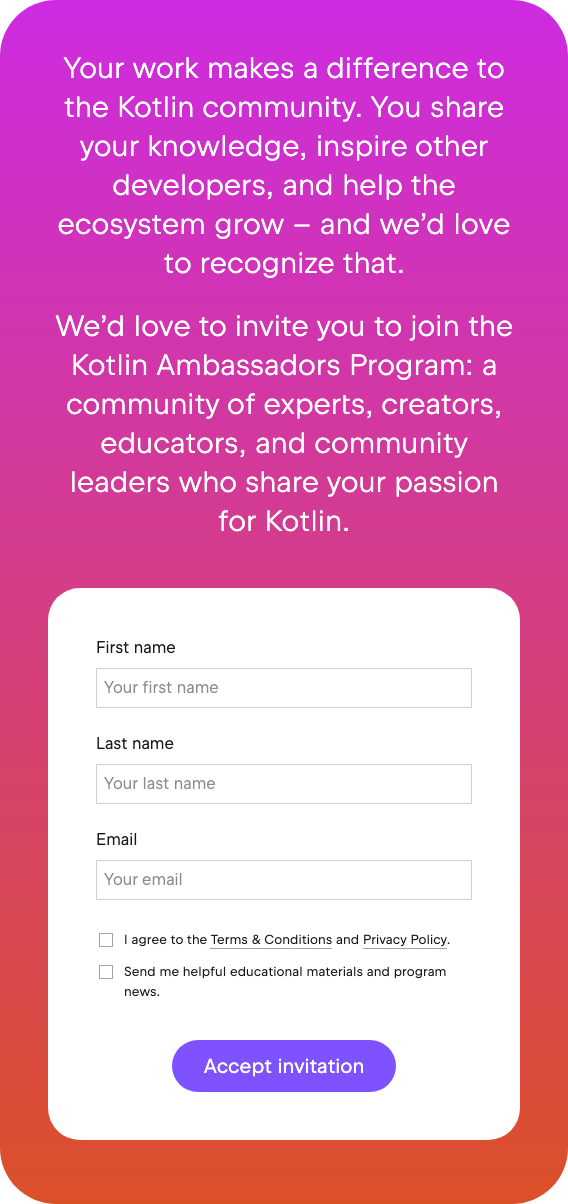 Your work makes a difference to
the Kotlin community. You share
your knowledge, inspire other
developers, and help the
ecosystem grow – and we’d love
to recognize that.
We’d love to invite you to join the
Kotlin Ambassadors Program: a
community of experts, creators,
educators, and community
leaders who share your passion
for Kotlin.
First name
Your first name
Last name
Your last name
Email
Your email
I agree to the Terms & Conditions and Privacy Policy.
Send me helpful educational materials and program
news.
Accept invitation